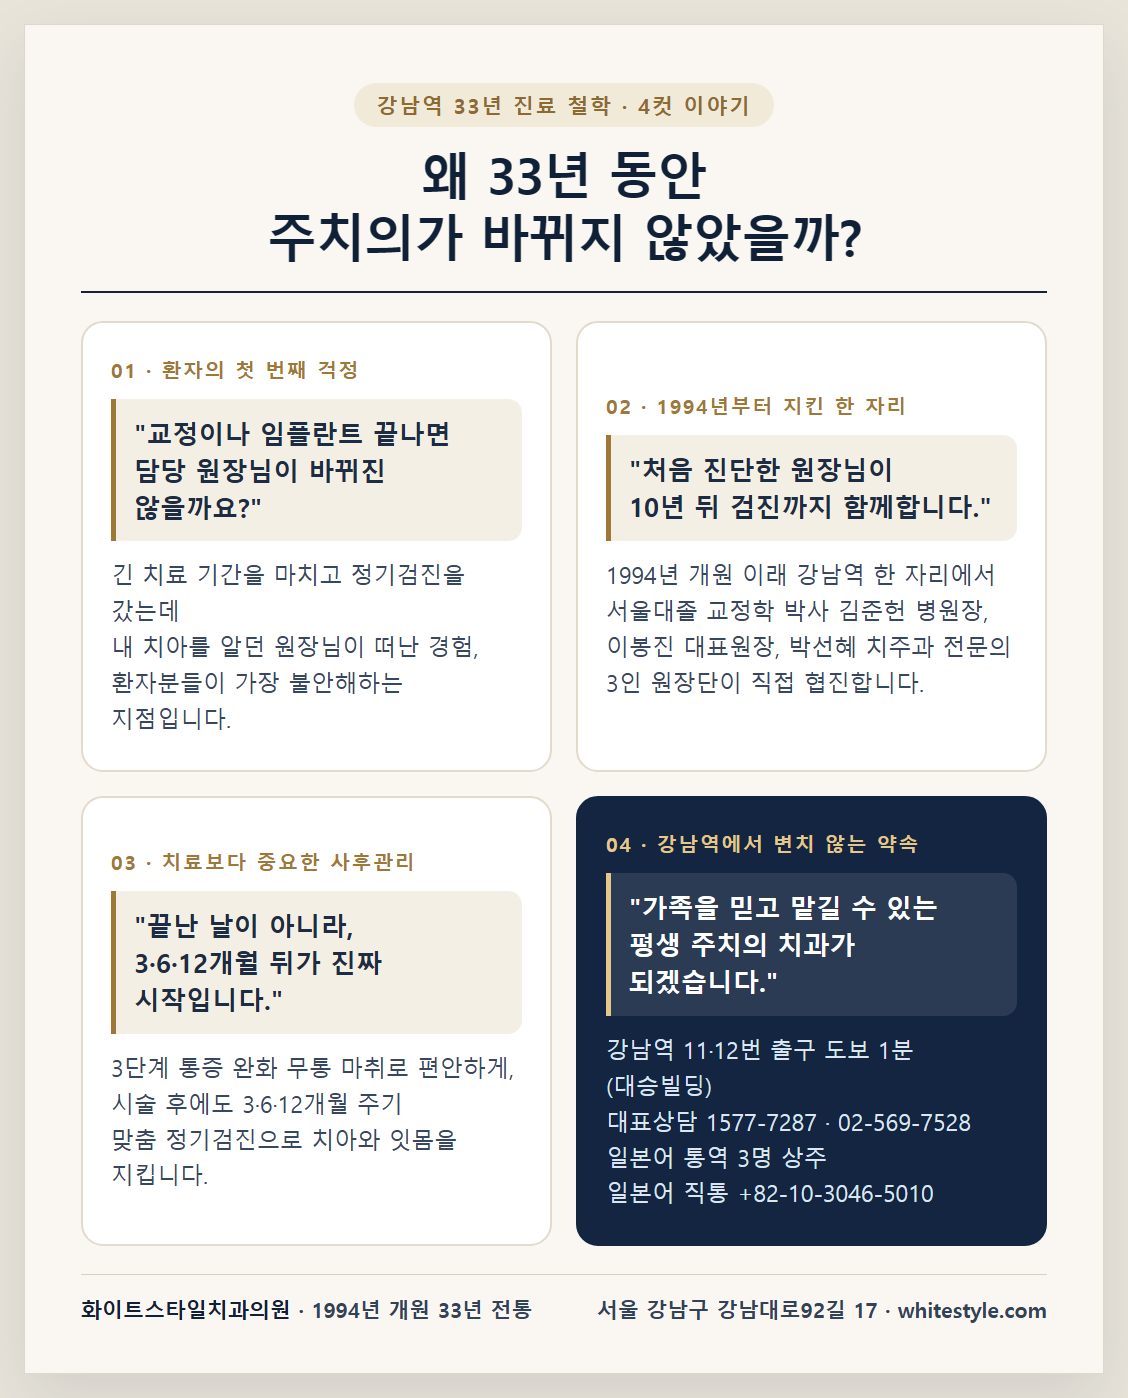 강남역 33년 진료 철학 · 4컷 이야기
왜 33년 동안
주치의가 바뀌지 않았을까?
01 · 환자의 첫 번째 걱정
"교정이나 임플란트 끝나면
담당 원장님이 바뀌진
않을까요?"
긴 치료 기간을 마치고 정기검진을
갔는데
내 치아를 알던 원장님이 떠난 경험,
환자분들이 가장 불안해하는
지점입니다.
02 · 1994년부터 지킨 한 자리
"처음 진단한 원장님이
10년 뒤 검진까지 함께합니다."
1994년 개원 이래 강남역 한 자리에서
서울대졸 교정학 박사 김준헌 병원장,
이봉진 대표원장, 박선혜 치주과 전문의
3인 원장단이 직접 협진합니다.
03 · 치료보다 중요한 사후관리
"끝난 날이 아니라,
3·6·12개월 뒤가 진짜
시작입니다."
3단계 통증 완화 무통 마취로 편안하게,
시술 후에도 3·6·12개월 주기
맞춤 정기검진으로 치아와 잇몸을
지킵니다.
04 · 강남역에서 변치 않는 약속
"가족을 믿고 맡길 수 있는
평생 주치의 치과가
되겠습니다."
강남역 11·12번 출구 도보 1분
(대승빌딩)
대표상담 1577-7287 · 02-569-7528
일본어 통역 3명 상주
일본어 직통 +82-10-3046-5010
화이트스타일치과의원 · 1994년 개원 33년 전통
서울 강남구 강남대로92길 17 · whitestyle.com